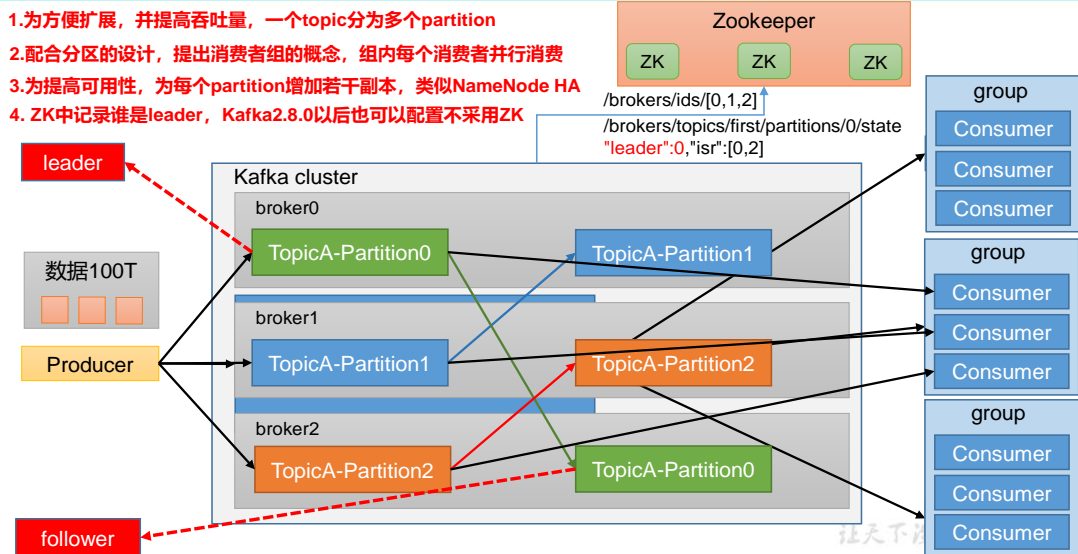 1.为方便扩展，并提高吞吐量，一个topic分为多个partition
2.配合分区的设计，提出消费者组的概念，组内每个消费者并行消费
3.为提高可用性，为每个partition增加若干副本，类似NameNode HA
4. ZK中记录谁是leader，Kafka2.8.0以后也可以配置不采用ZK
Zookeeper
ZK
ZK
ZK
/brokers/ids/[0,1,2]
/brokers/topics/first/partitions/0/state
"leader":0,"isr":[0,2]
leader
Kafka cluster
broker0
TopicA-Partition0
TopicA-Partition1
数据100T
Producer
broker1
TopicA-Partition1
TopicA-Partition2
broker2
TopicA-Partition2
TopicA-Partition0
follower
group
Consumer
Consumer
Consumer
group
Consumer
Consumer
Consumer
group
Consumer
Consumer
Consumer
让天下